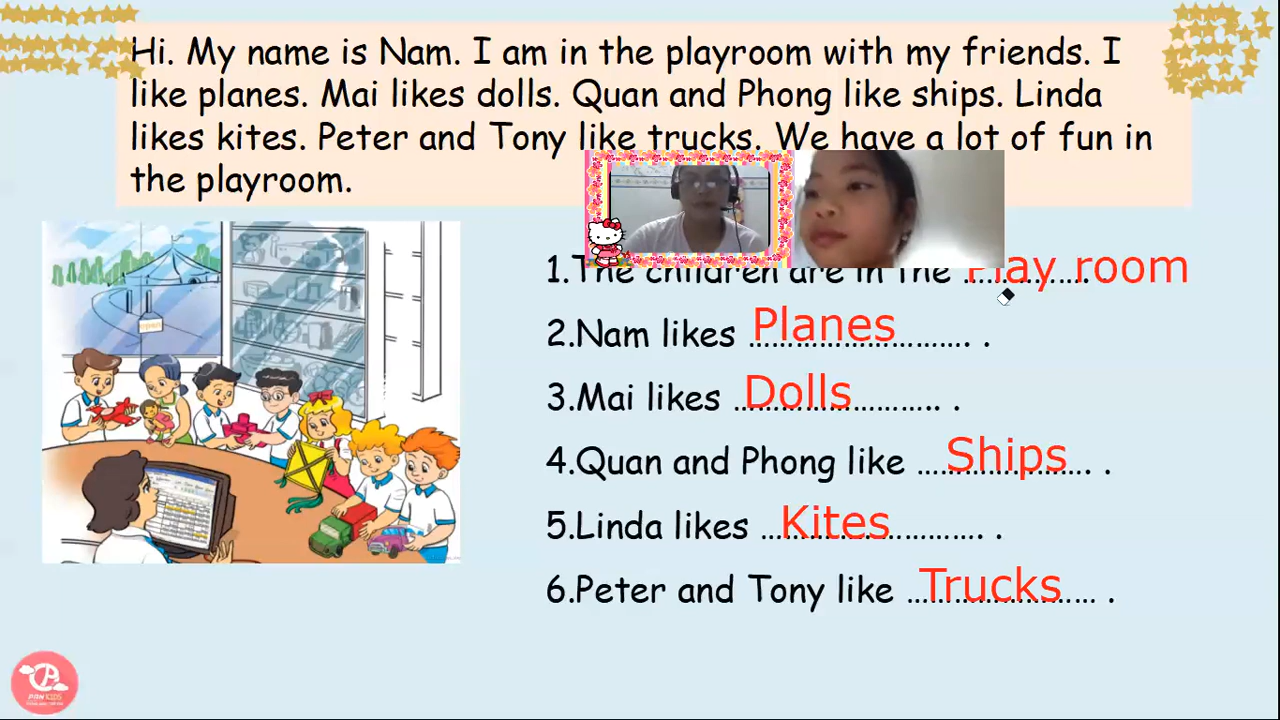 Hi. My name is Nam. I am in the playroom with my friends. I
like planes. Mai likes dolls. Quan and Phong like ships. Linda
likes kites. Peter and Tony like trucks. We have a lot of fun in
the playroom.
1.The children are in the Play room
2.Nam likes Planes .
3.Mai likes Dolls .
4.Quan and Phong like Ships .
5.Linda likes Kites .
6.Peter and Tony like Trucks .
PAN KIDS